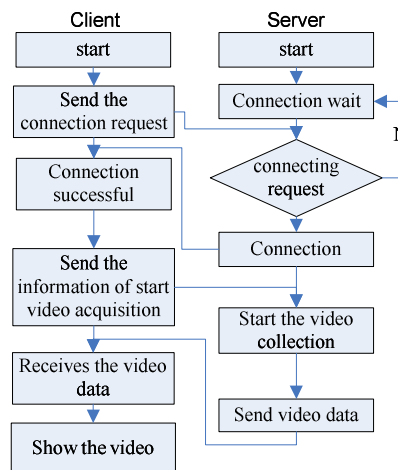 Client
Server
start
start
Send the
connection request
Connection wait
N
connecting
request
Connection
successful
Connection
Send the
information of start
video acquisition
Start the video
collection
Receives the video
data
Send video data
Show the video